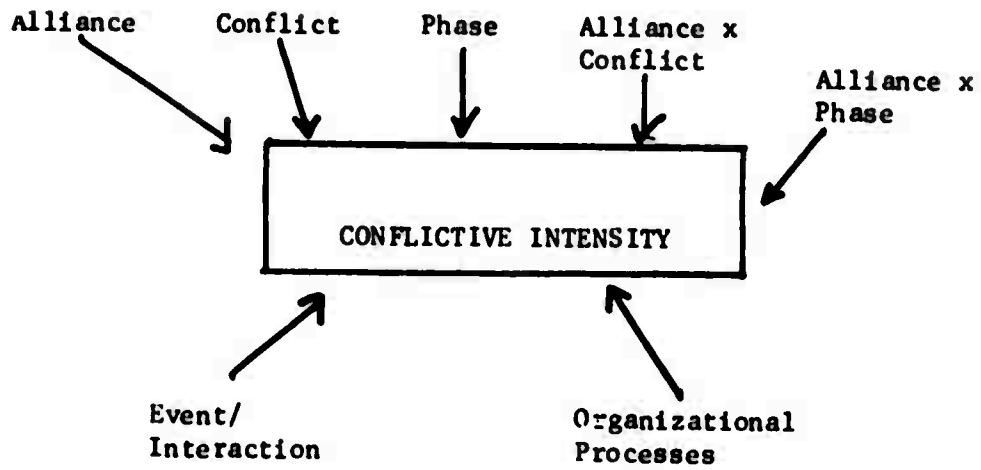 Alliance
Conflict
Phase
Alliance x
Conflict
Alliance x
Phase
CONFLICTIVE INTENSITY
Event/
Interaction
Organizational
Processes